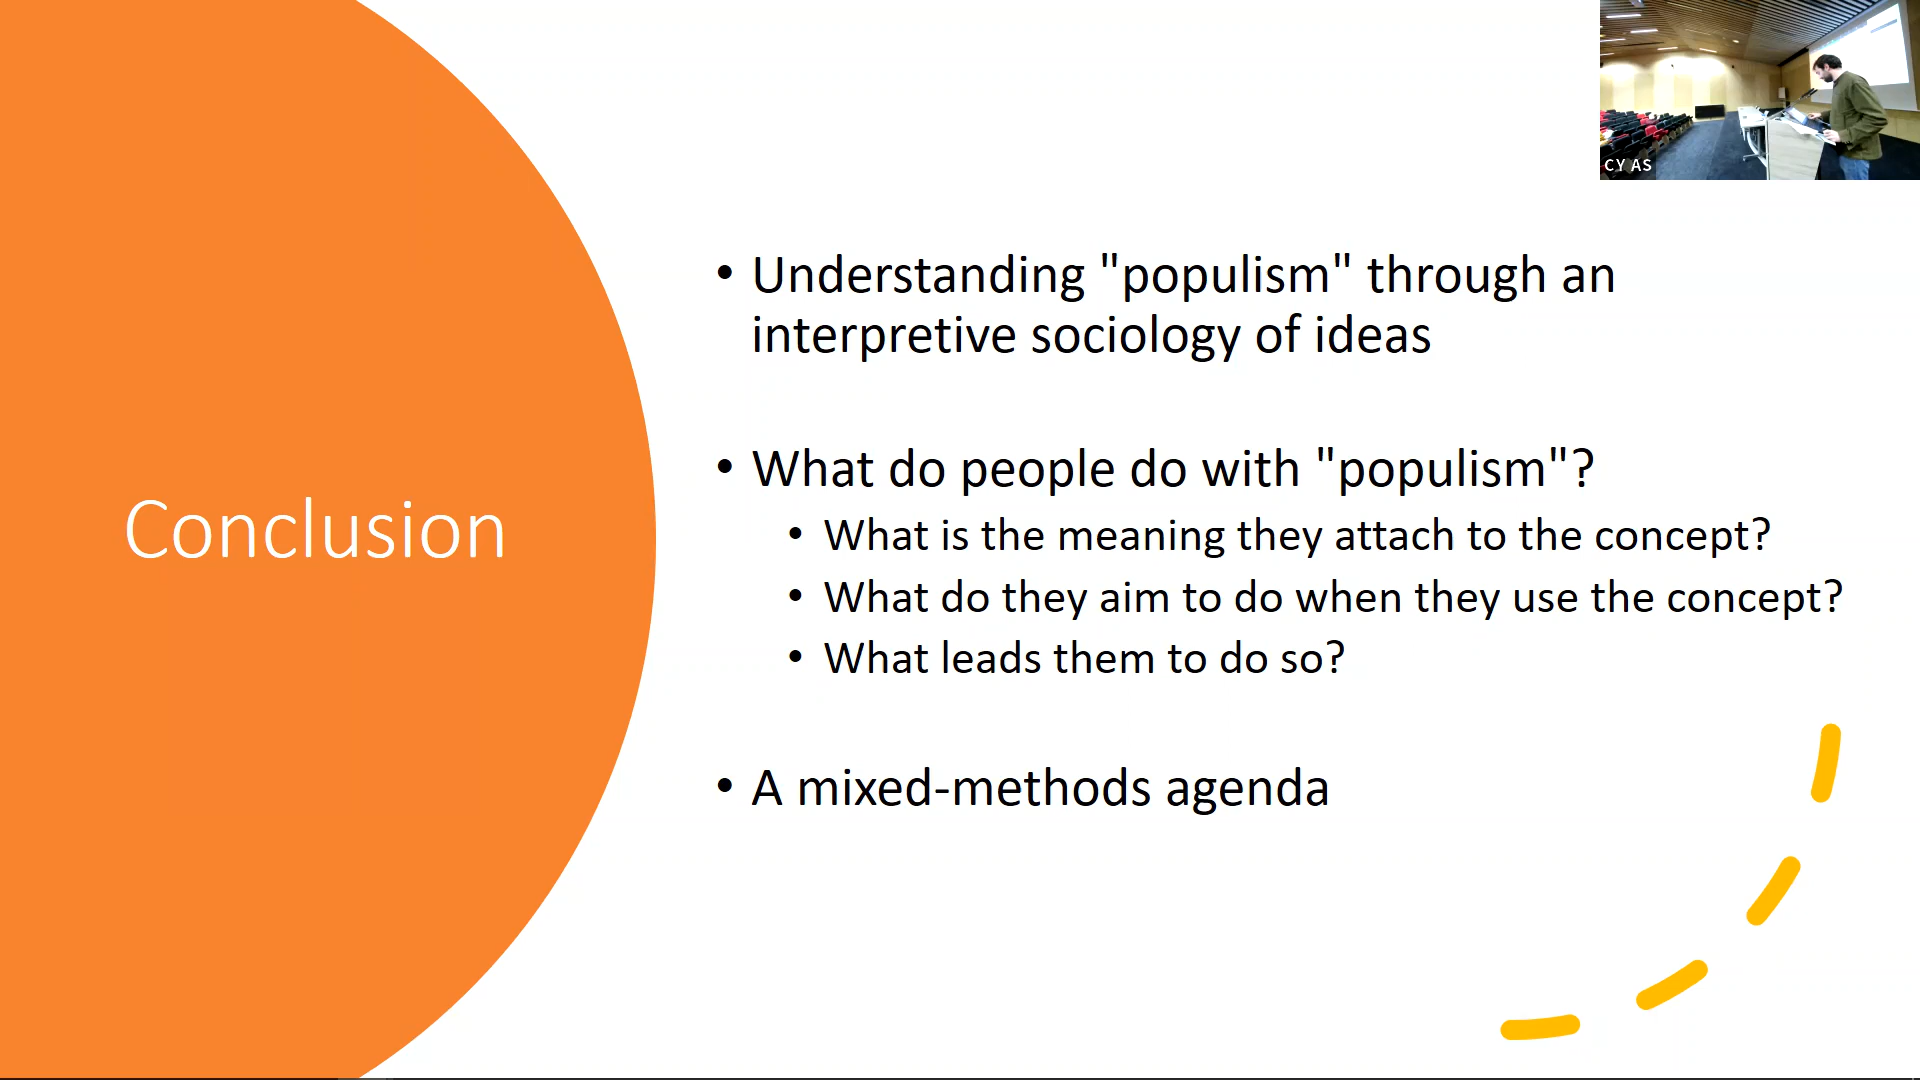 CY AS
Conclusion
• Understanding "populism" through an
interpretive sociology of ideas
• What do people do with "populism"?
• What is the meaning they attach to the concept?
• What do they aim to do when they use the concept?
• What leads them to do so?
• A mixed-methods agenda